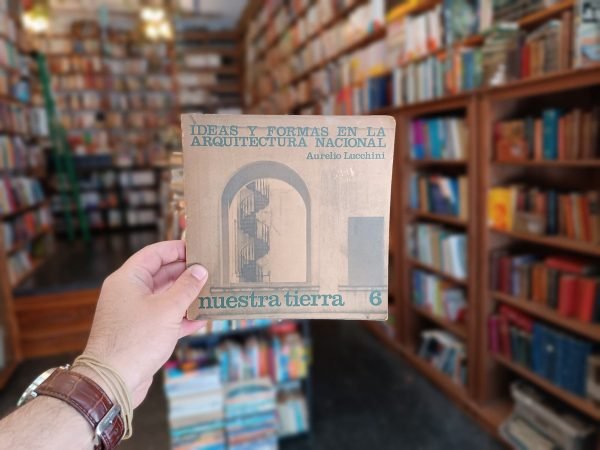 IDEAS Y FORMAS EN LA
ARQUITECTURA NACIONAL
Aurelio Lucchini
nuestra tierra 6